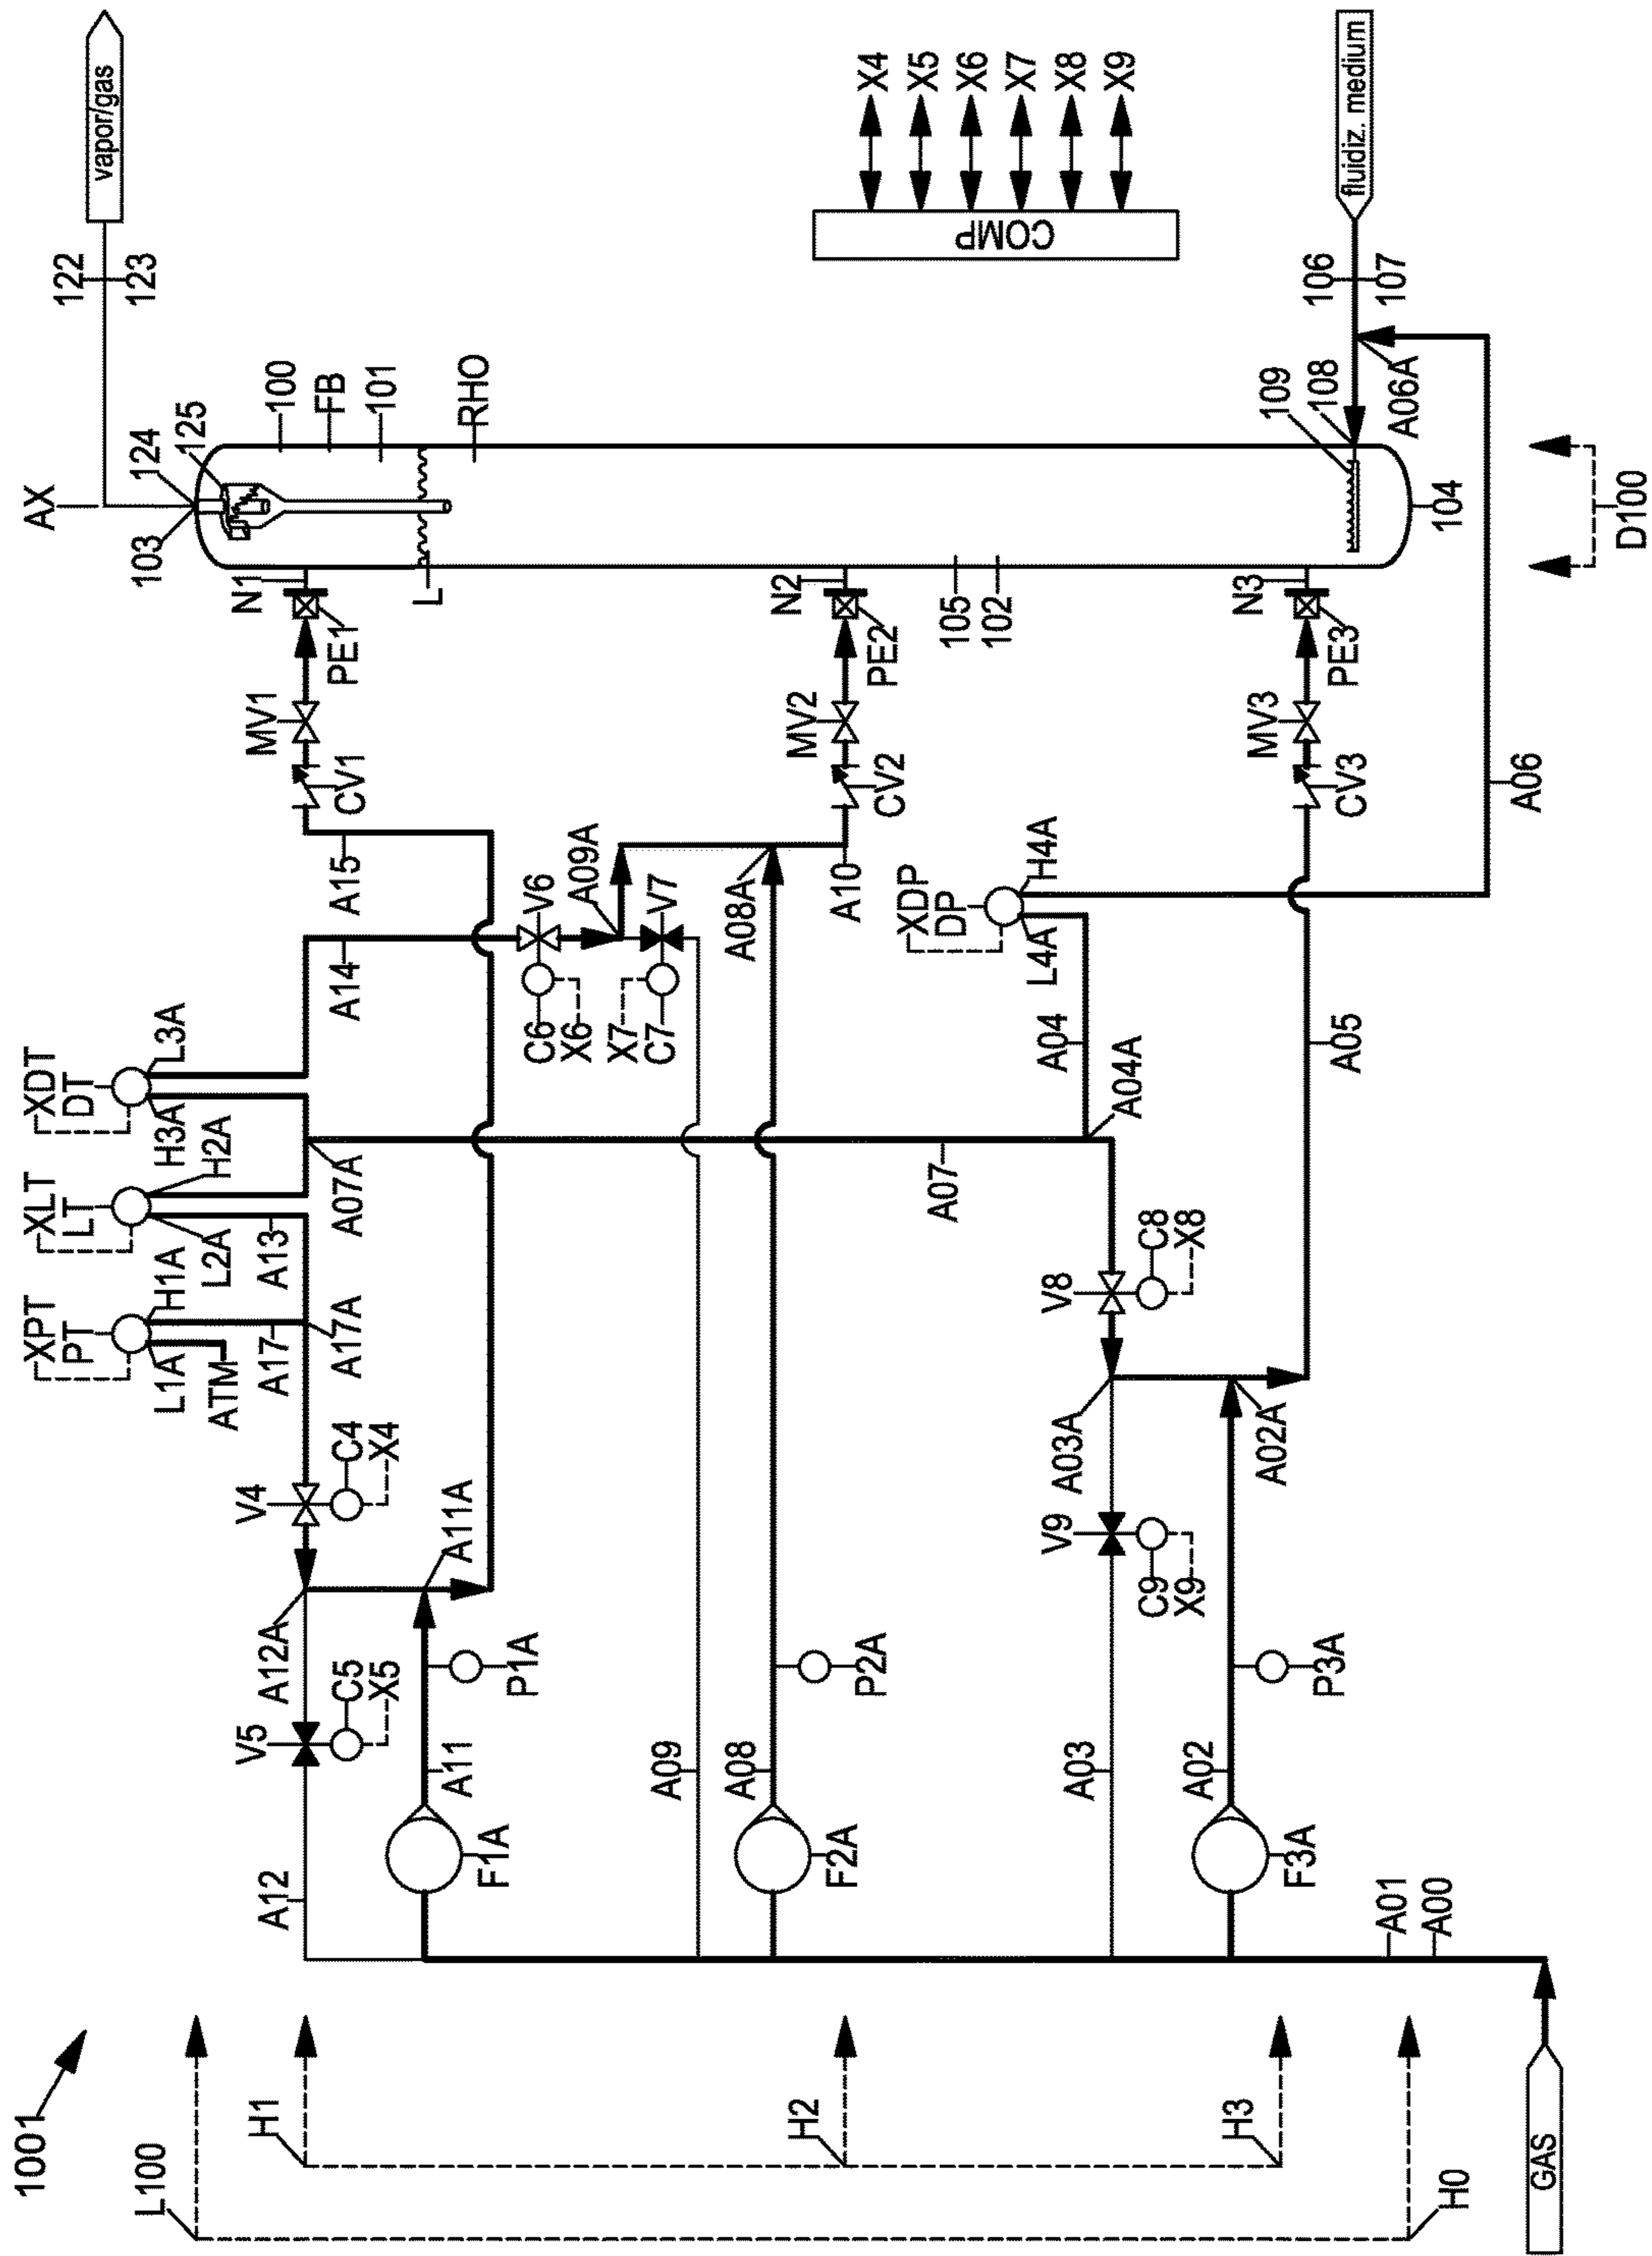 1001
L100
H1
H2
H3
H0
GAS
A12
V5
C5
X5
A12A
V4
C4
X4
XPT
PT
L1A
H1A
ATM
A17
A17A
XLT
LT
L2A
H2A
A13
A07A
XDT
DT
H3A
L3A
A14
A15
CV1
MV1
PE1
N1
F1A
A11
P1A
A11A
C6
X6
V6
X7
C7
V7
A09A
A09
F2A
A08
P2A
A08A
A10
CV2
MV2
PE2
N2
A07
A04
A04A
XDP
DP
L4A
H4A
A03
V9
C9
X9
A03A
V8
C8
X8
F3A
A02
P3A
A02A
A05
CV3
MV3
PE3
N3
A01
A00
A06
A06A
AX
103
124
125
100
FB
101
L
RHO
105
102
109
108
104
D100
122
123
vapor/gas
106
107
fluidiz. medium
COMP
X4
X5
X6
X7
X8
X9